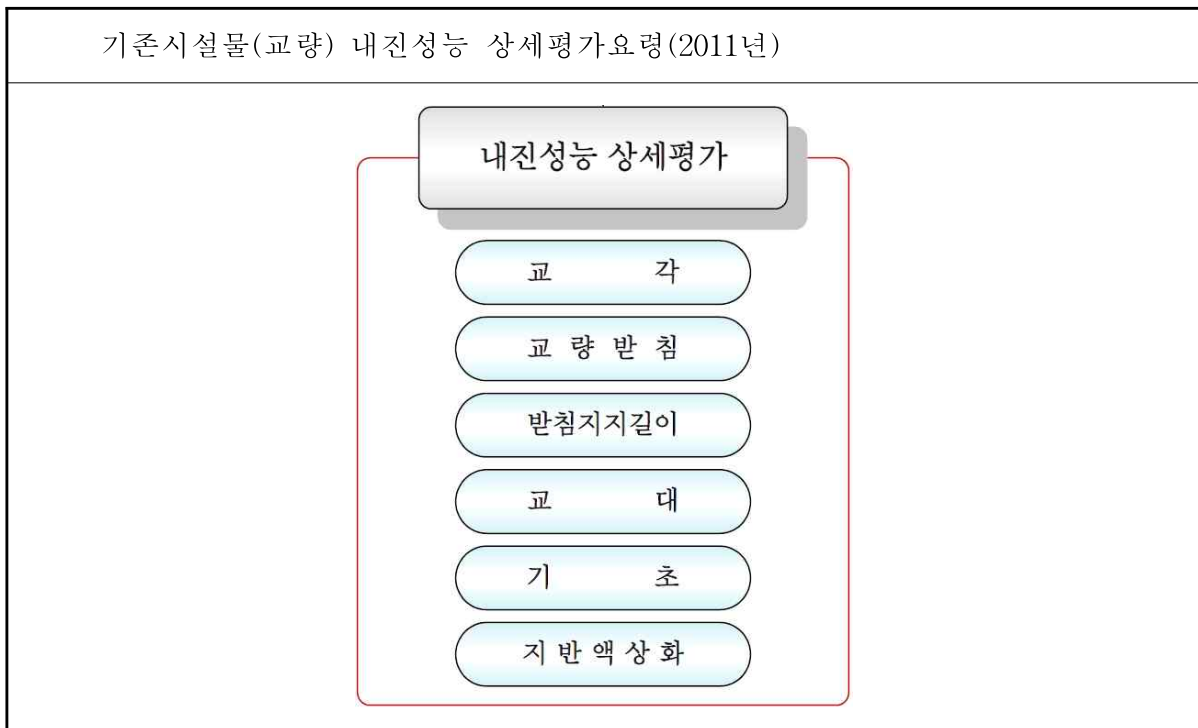 기존시설물(교량) 내진성능 상세평가요령(2011년)
내진성능 상세평가
교 각
교 량 받 침
받침지지길이
교 대
기 초
지 반 액 상 화